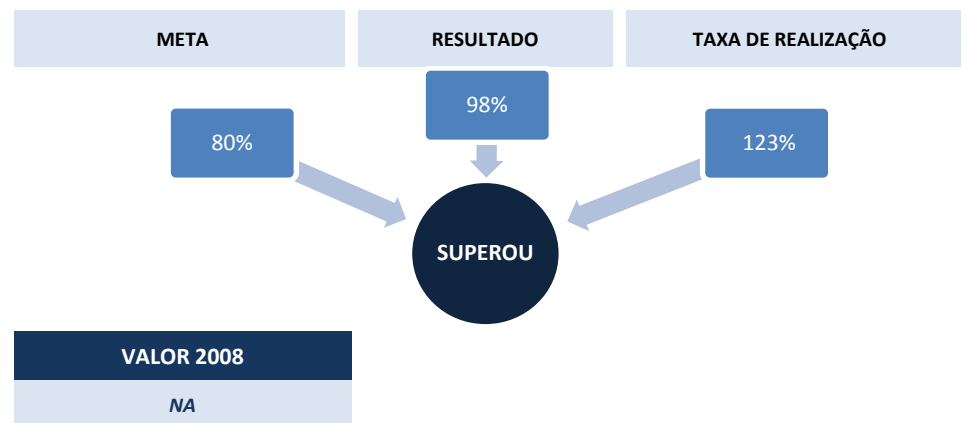 META
RESULTADO
TAXA DE REALIZAÇÃO
80%
98%
123%
SUPEROU
VALOR 2008
NA